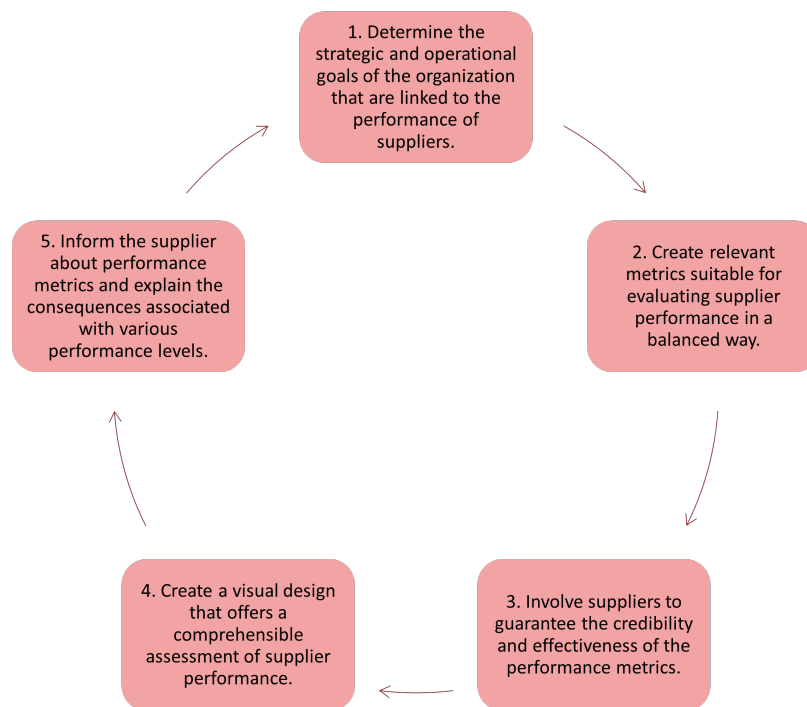 1. Determine the
strategic and operational
goals of the organization
that are linked to the
performance of
suppliers.
2. Create relevant
metrics suitable for
evaluating supplier
performance in a
balanced way.
3. Involve suppliers to
guarantee the credibility
and effectiveness of the
performance metrics.
4. Create a visual design
that offers a
comprehensible
assessment of supplier
performance.
5. Inform the supplier
about performance
metrics and explain the
consequences associated
with various
performance levels.